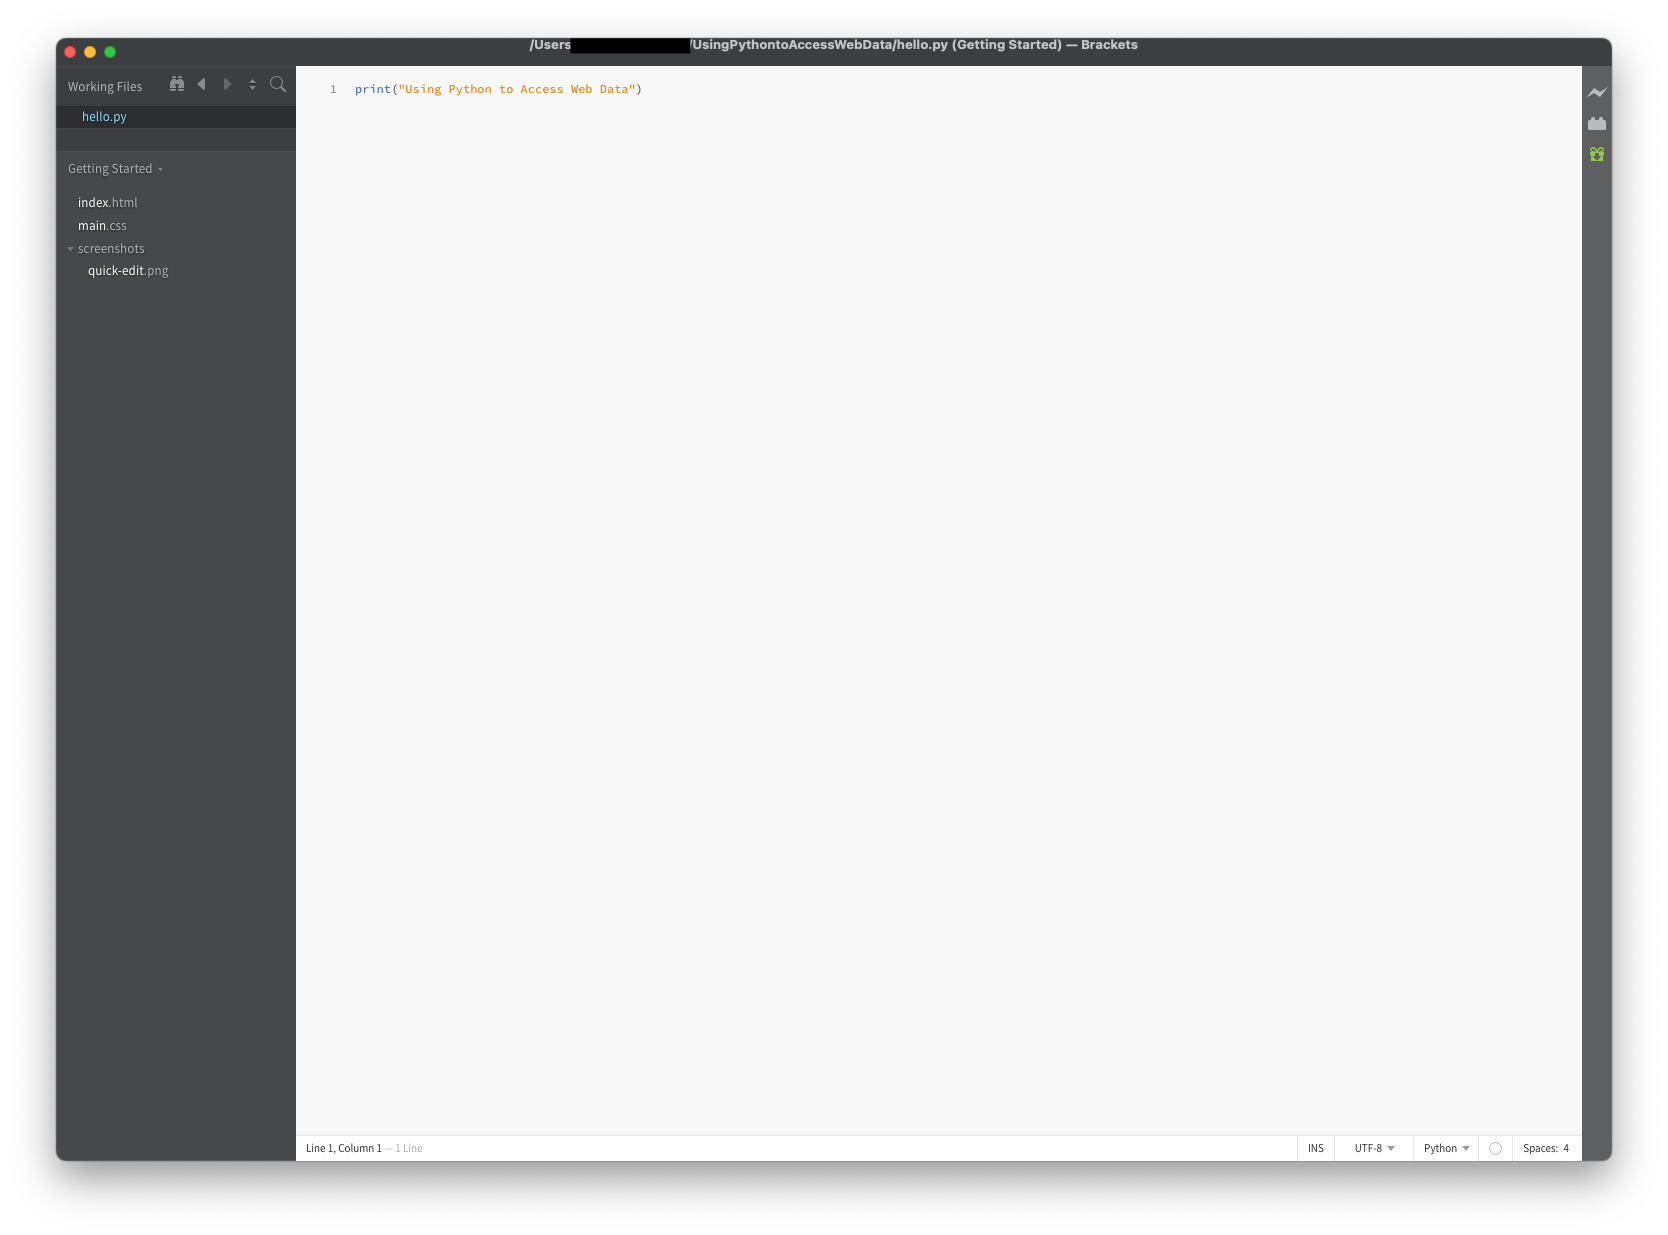 /Users /UsingPythontoAccessWebData/hello.py (Getting Started) — Brackets
Working Files
hello.py
Getting Started
index.html
main.css
screenshots
quick-edit.png
1 print("Using Python to Access Web Data")
Line 1, Column 1 — 1 Line
INS UTF-8 Python Spaces: 4